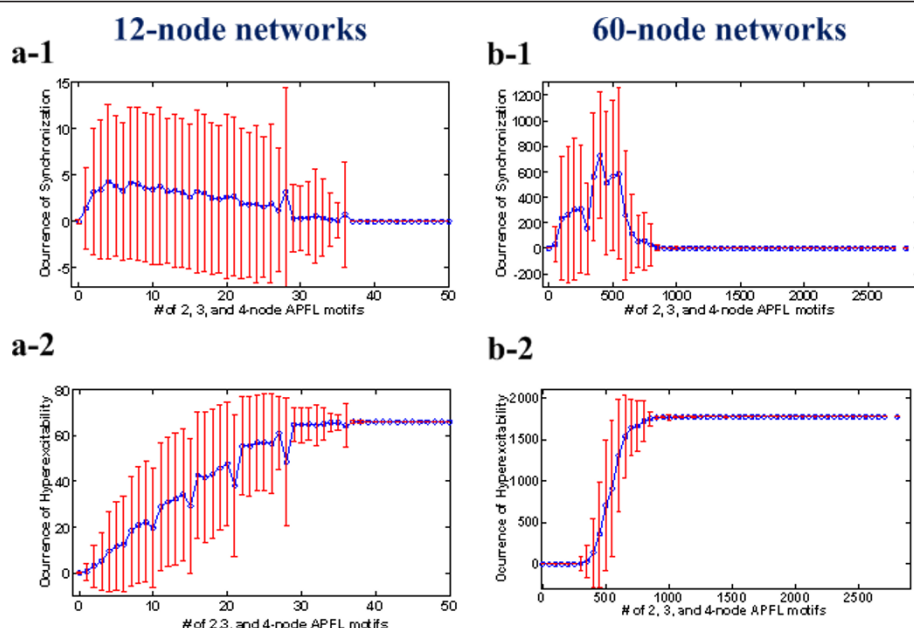 12-node networks
60-node networks
a-1
b-1
Ocurrence of Synchronization
15
10
5
0
-5
0 10 20 30 40 50
# of 2, 3, and 4-node APFL motifs
Ocurrence of Synchronization
1200
1000
800
600
400
200
0
-200
0 500 1000 1500 2000 2500
# of 2, 3, and 4-node APFL motifs
a-2
b-2
Ocurrence of Hyperexcitability
80
60
40
20
0
0 10 20 30 40 50
# of 2,3, and 4-node APFL motifs
Ocurrence of Hyperexcitability
2000
1500
1000
500
0
0 500 1000 1500 2000 2500
# of 2, 3, and 4-node APFL motifs